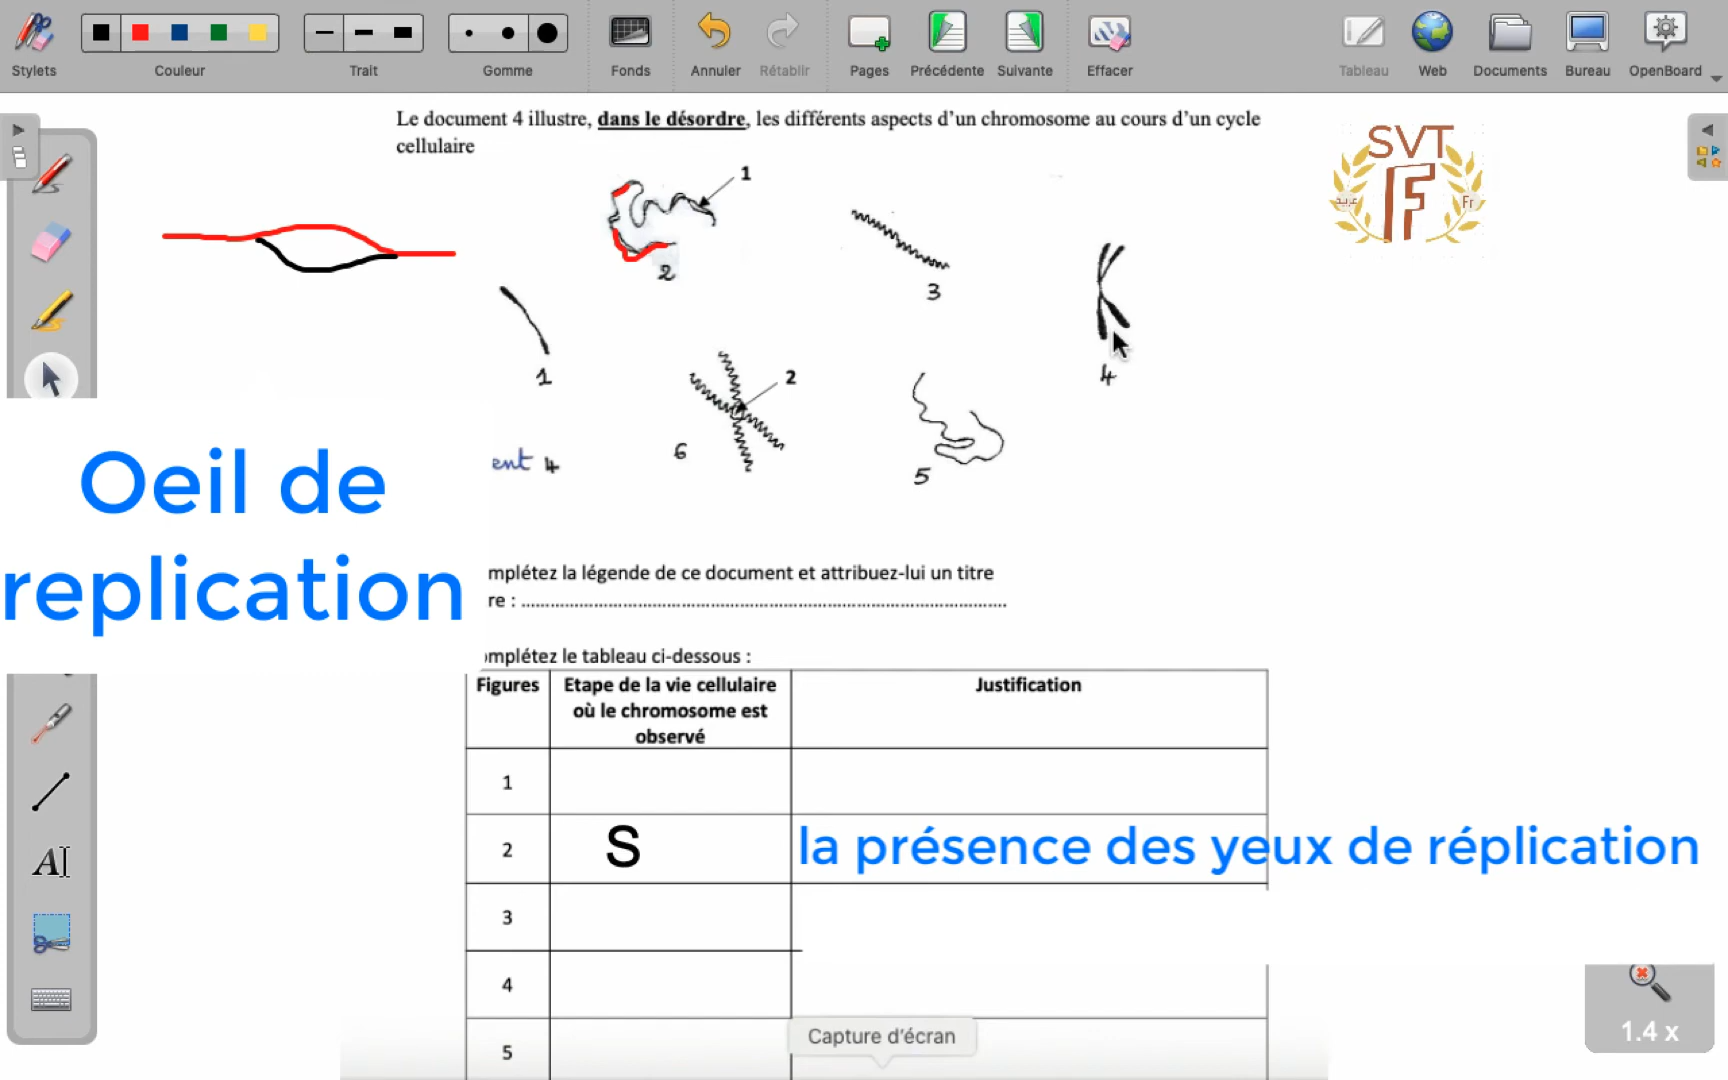 Stylets
Couleur
Trait
Gomme
Fonds
Annuler
Rétablir
Pages
Précédente
Suivante
Effacer
Tableau
Web
Documents
Bureau
OpenBoard
Le document 4 illustre, dans le désordre, les différents aspects d’un chromosome au cours d’un cycle
cellulaire
SVT
F
Fr
1
2
3
1
2
6
5
4
ent 4
Oeil de
replication
mplétez la légende de ce document et attribuez-lui un titre
re : ................................................................................................
omplétez le tableau ci-dessous :
Figures
Etape de la vie cellulaire
où le chromosome est
observé
Justification
1
2
S
la présence des yeux de réplication
3
4
5
A
Capture d’écran
1.4 x